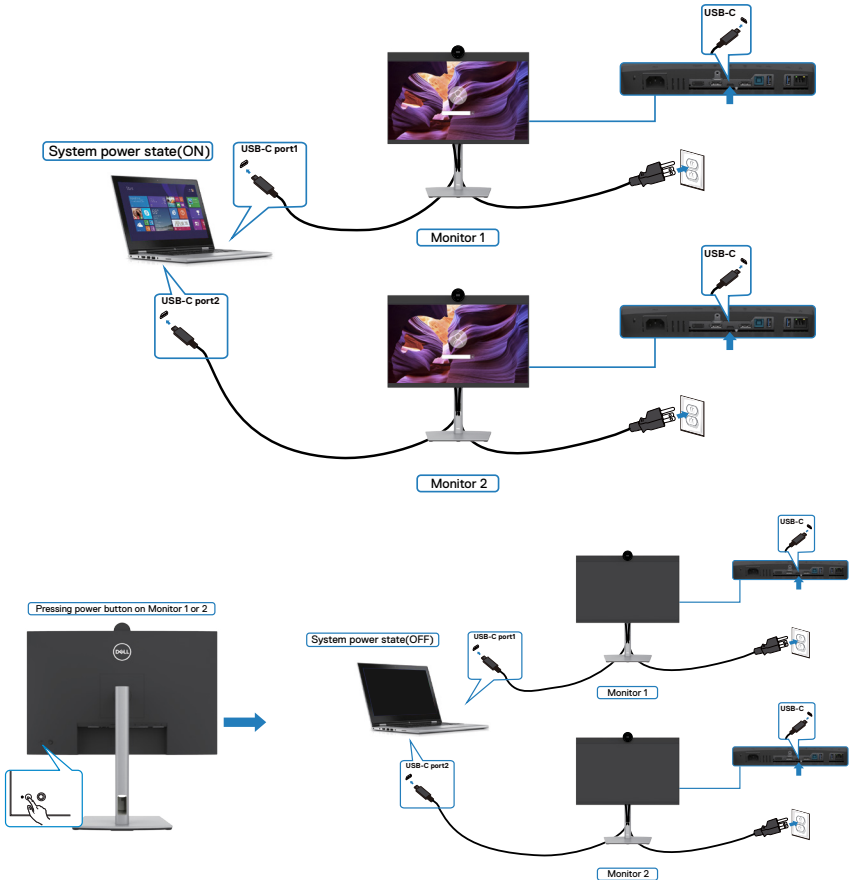 USB-C
System power state(ON)
USB-C port1
Monitor 1
USB-C
USB-C port2
Monitor 2
Pressing power button on Monitor 1 or 2
DELL
USB-C
System power state(OFF)
USB-C port1
Monitor 1
USB-C
USB-C port2
Monitor 2